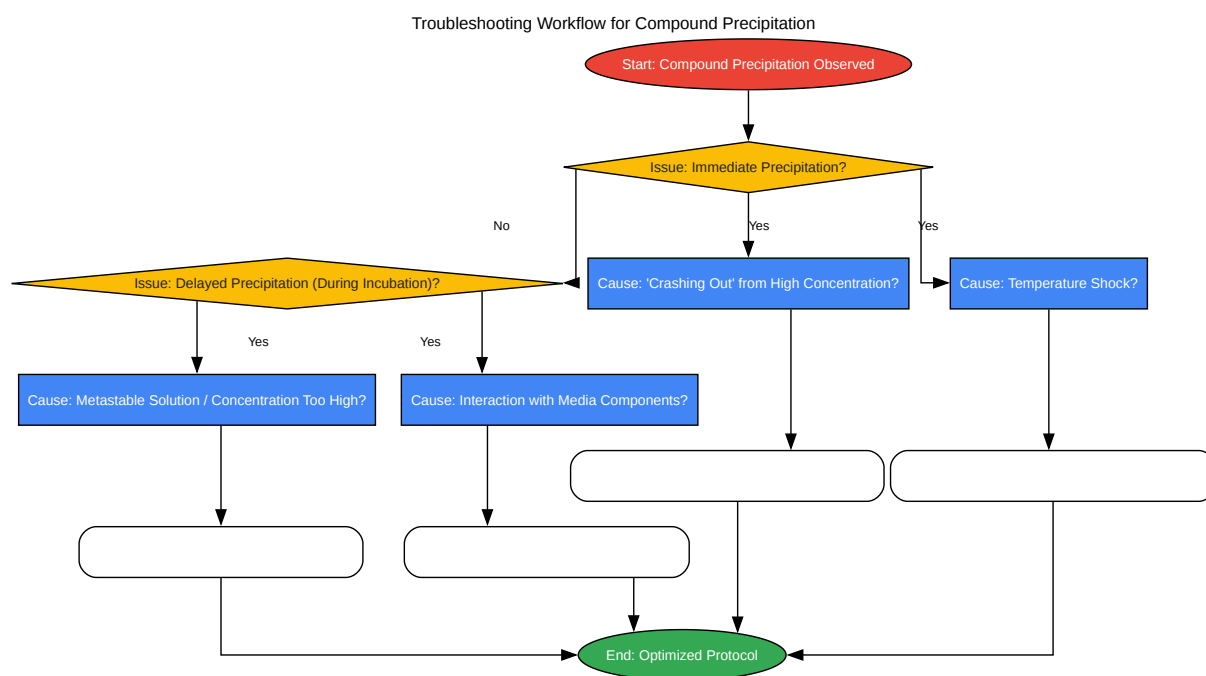 Troubleshooting Workflow for Compound Precipitation
Start: Compound Precipitation Observed
Issue: Immediate Precipitation?
No
Yes
Yes
Issue: Delayed Precipitation (During Incubation)?
Cause: 'Crashing Out' from High Concentration?
Cause: Temperature Shock?
Yes
Yes
Cause: Metastable Solution / Concentration Too High?
Cause: Interaction with Media Components?
End: Optimized Protocol